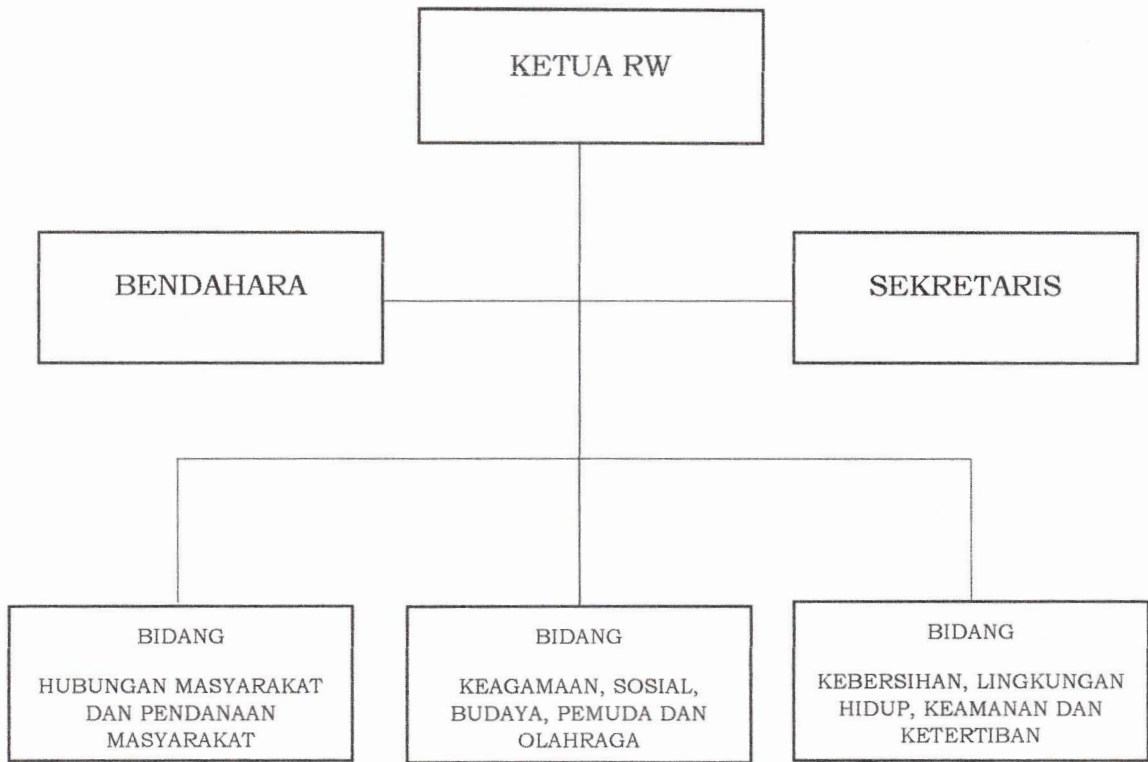 KETUA RW
BENDAHARA
SEKRETARIS
BIDANG
HUBUNGAN MASYARAKAT
DAN PENDANAAN
MASYARAKAT
BIDANG
KEAGAMAAN, SOSIAL,
BUDAYA, PEMUDA DAN
OLAHRAGA
BIDANG
KEBERSIHAN, LINGKUNGAN
HIDUP, KEAMANAN DAN
KETERTIBAN